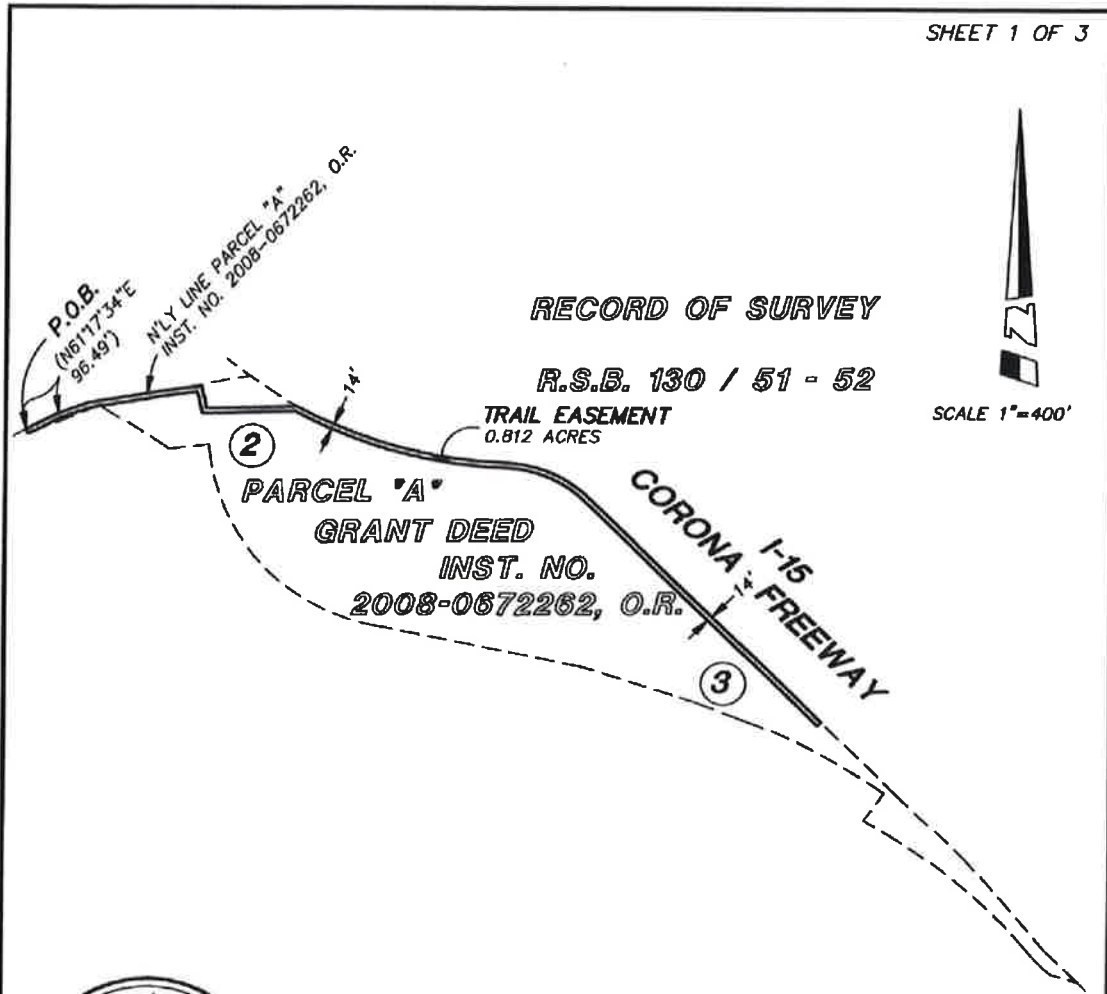 SHEET 1 OF 3
P.O.B.
(N61°17'34"E
96.49')
N'LY LINE PARCEL "A"
INST. NO. 2008-0672262, O.R.
RECORD OF SURVEY
R.S.B. 130 / 51 - 52
N
SCALE 1"=400'
14'
TRAIL EASEMENT
0.812 ACRES
2
PARCEL "A"
GRANT DEED
INST. NO.
2008-0672262, O.R.
I-15
CORONA FREEWAY
14'
3